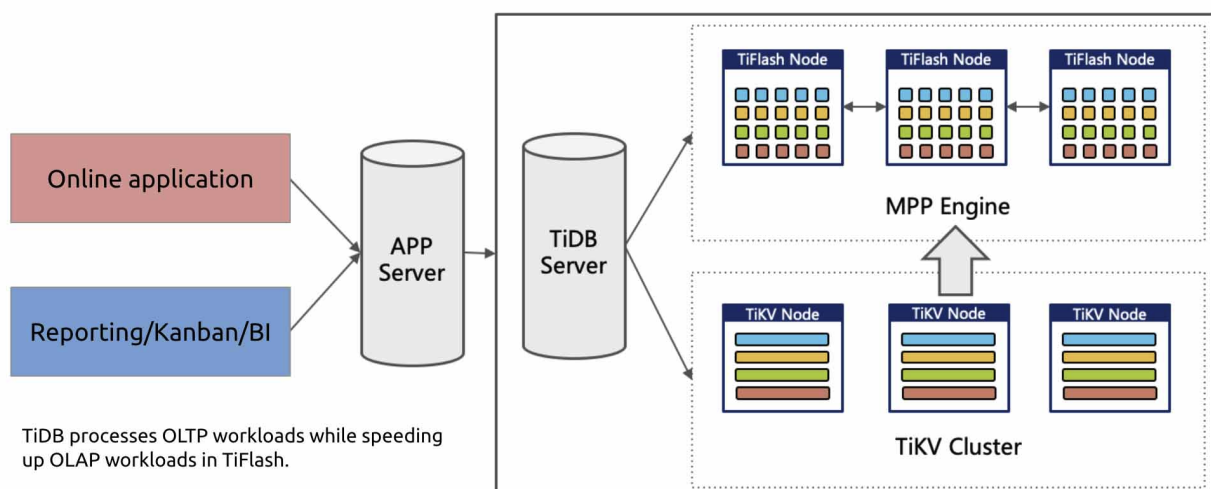 Online application
Reporting/Kanban/BI
TiDB processes OLTP workloads while speeding
up OLAP workloads in TiFlash.
APP
Server
TiDB
Server
TiFlash Node
TiFlash Node
TiFlash Node
MPP Engine
TiKV Node
TiKV Node
TiKV Node
TiKV Cluster